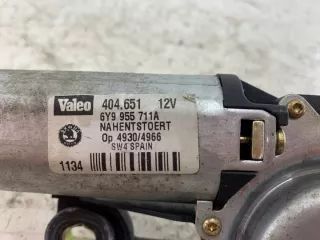 Valeo 404.651 12V
6Y9 955 711A
NAHENTSTOERT
Op 4930/4966
SW4 SPAIN
1134